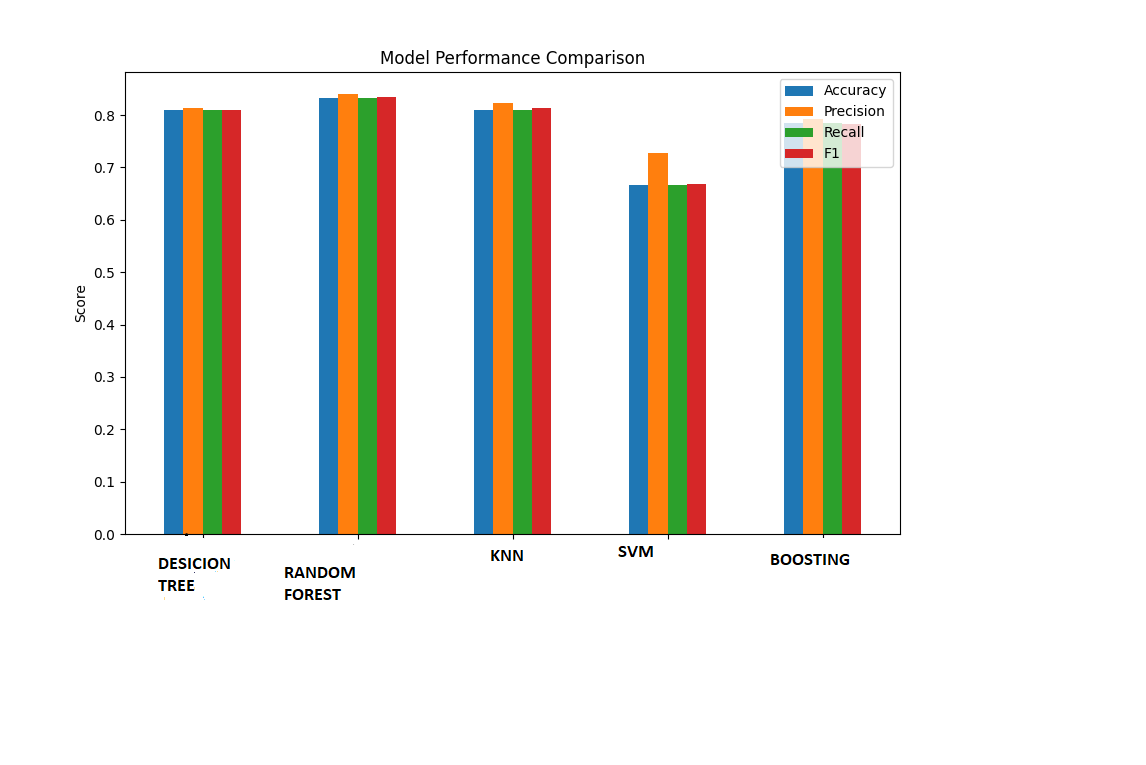 Model Performance Comparison
Accuracy
Precision
Recall
F1
Score
0.8
0.7
0.6
0.5
0.4
0.3
0.2
0.1
0.0
DESICION
TREE
RANDOM
FOREST
KNN
SVM
BOOSTING